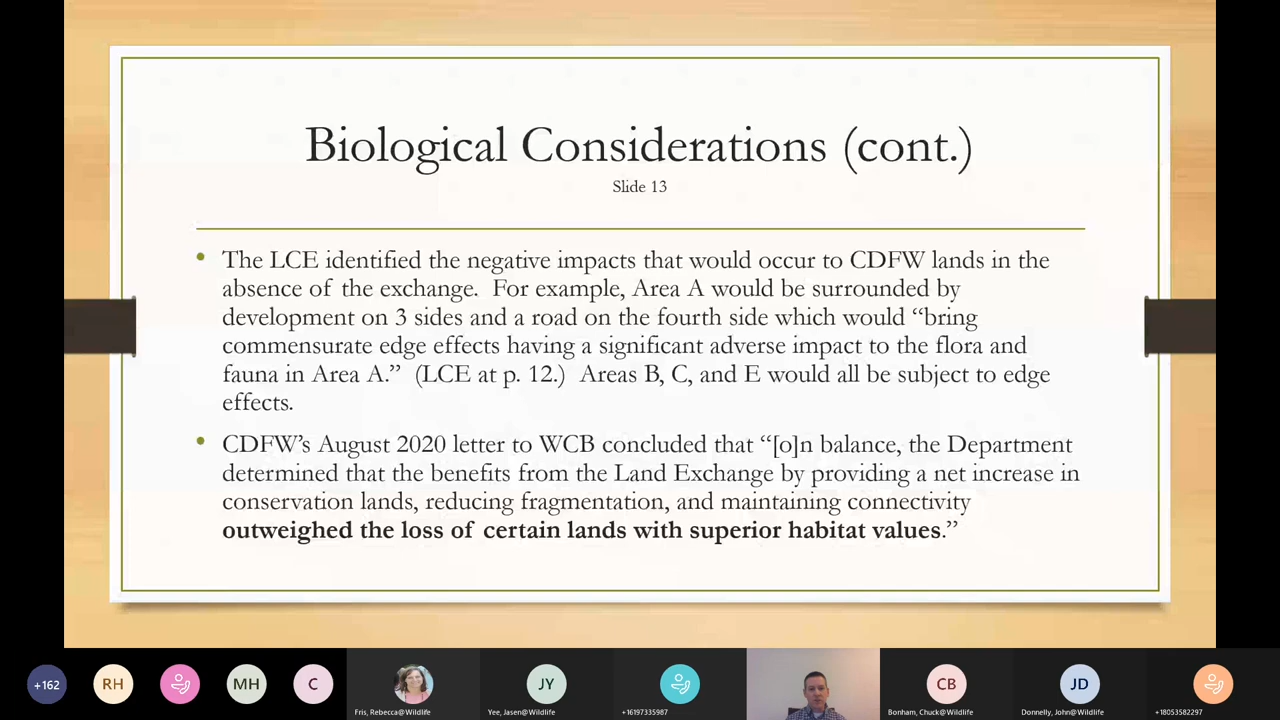 Biological Considerations (cont.)
Slide 13
• The LCE identified the negative impacts that would occur to CDFW lands in the
absence of the exchange.  For example, Area A would be surrounded by
development on 3 sides and a road on the fourth side which would “bring
commensurate edge effects having a significant adverse impact to the flora and
fauna in Area A.”  (LCE at p. 12.)  Areas B, C, and E would all be subject to edge
effects.
• CDFW’s August 2020 letter to WCB concluded that “[o]n balance, the Department
determined that the benefits from the Land Exchange by providing a net increase in
conservation lands, reducing fragmentation, and maintaining connectivity
outweighed the loss of certain lands with superior habitat values.”
+162
RH
MH
C
JY
CB
JD
Fris, Rebecca@Wildlife
Yee, Jasen@Wildlife
+16197335987
Bonham, Chuck@Wildlife
Donnelly, John@Wildlife
+18053582297